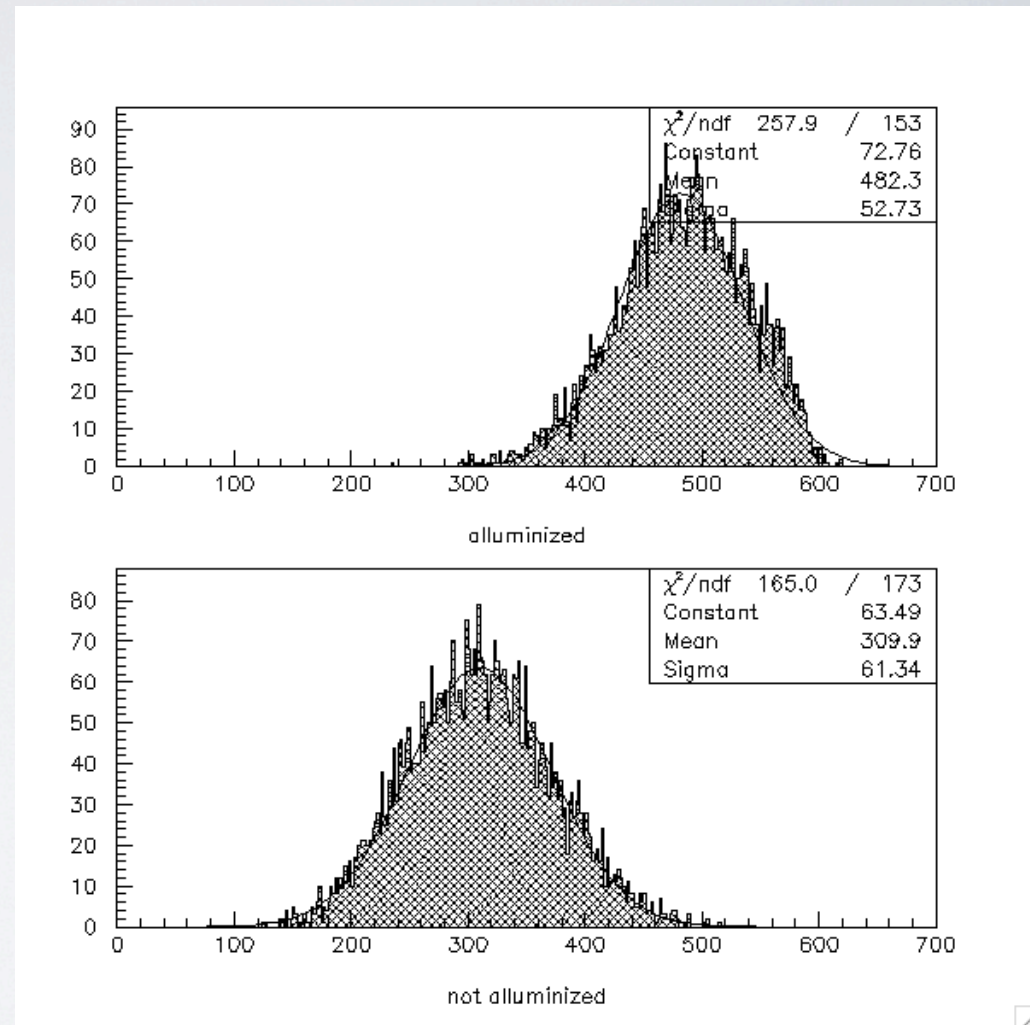 χ²/ndf 257.9 / 153
Constant 72.76
Mean 482.3
Sigma 52.73
90
80
70
60
50
40
30
20
10
0
0 100 200 300 400 500 600 700
alluminized
χ²/ndf 165.0 / 173
Constant 63.49
Mean 309.9
Sigma 61.34
80
70
60
50
40
30
20
10
0
0 100 200 300 400 500 600 700
not alluminized